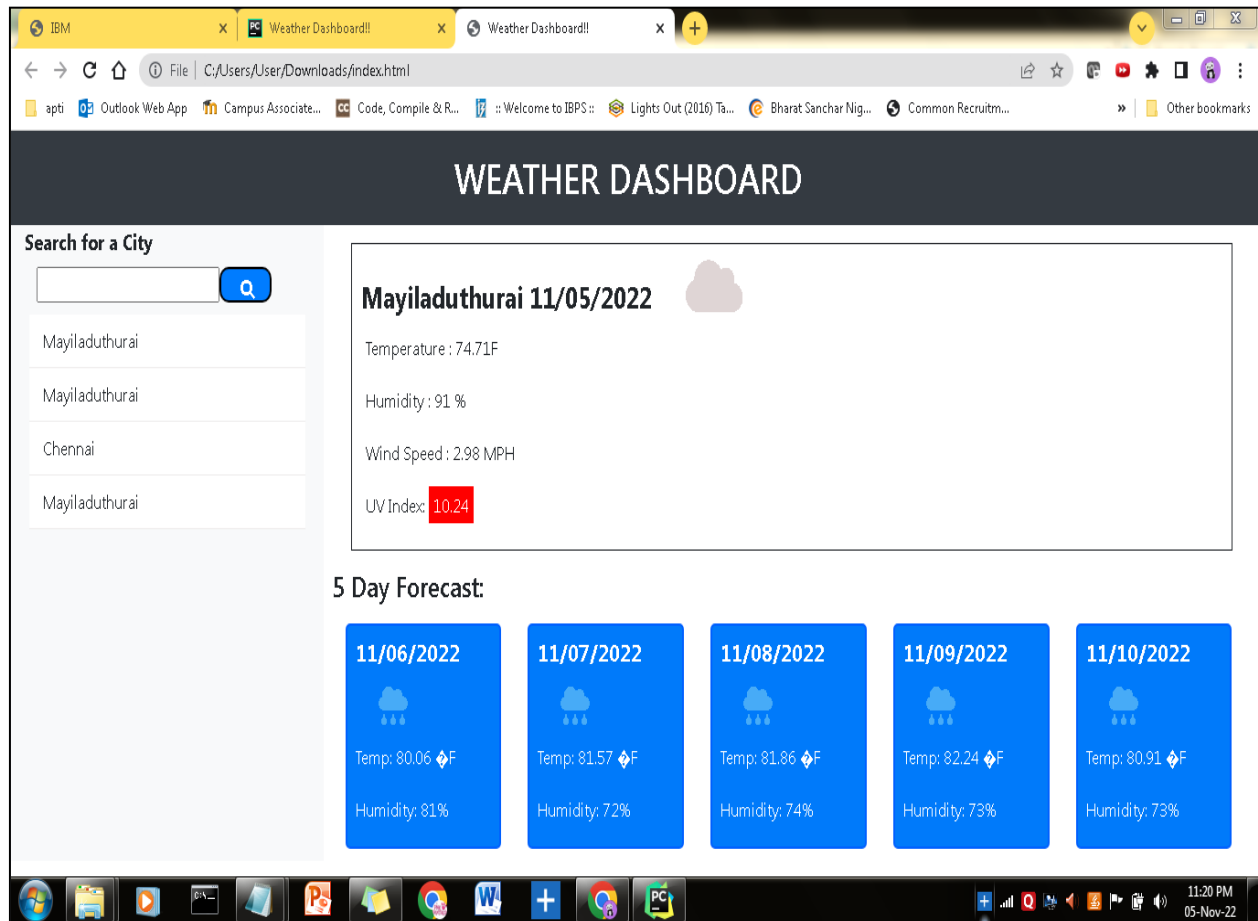 IBM
Weather Dashboard!!
Weather Dashboard!!
File
C:/Users/User/Downloads/index.html
apti
Outlook Web App
Campus Associate...
Code, Compile & R...
:: Welcome to IBPS ::
Lights Out (2016) Ta...
Bharat Sanchar Nig...
Common Recruitm...
»
Other bookmarks
WEATHER DASHBOARD
Search for a City
Mayiladuthurai
Mayiladuthurai
Chennai
Mayiladuthurai
Mayiladuthurai 11/05/2022
Temperature : 74.71F
Humidity : 91 %
Wind Speed : 2.98 MPH
UV Index: 10.24
5 Day Forecast:
11/06/2022
Temp: 80.06 �F
Humidity: 81%
11/07/2022
Temp: 81.57 �F
Humidity: 72%
11/08/2022
Temp: 81.86 �F
Humidity: 74%
11/09/2022
Temp: 82.24 �F
Humidity: 73%
11/10/2022
Temp: 80.91 �F
Humidity: 73%
11:20 PM
05-Nov-22